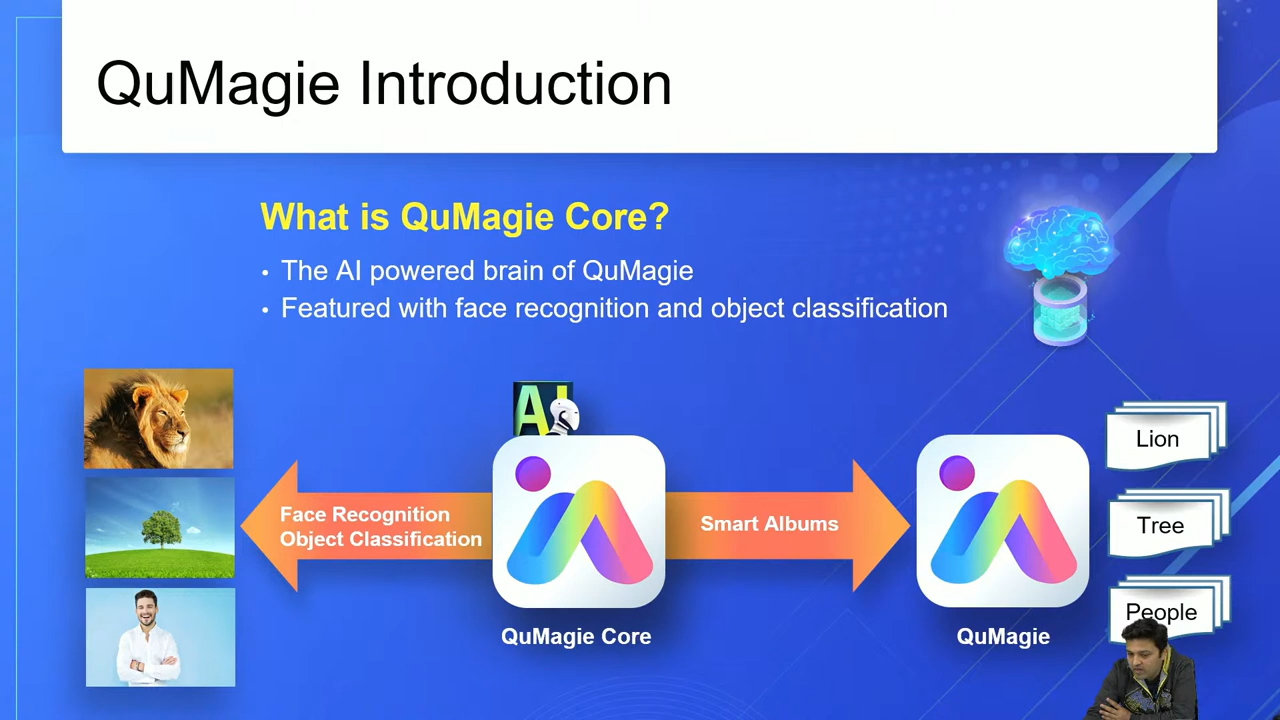 QuMagie Introduction
What is QuMagie Core?
• The AI powered brain of QuMagie
• Featured with face recognition and object classification
AI
Face Recognition
Object Classification
Smart Albums
Lion
Tree
People
QuMagie Core
QuMagie